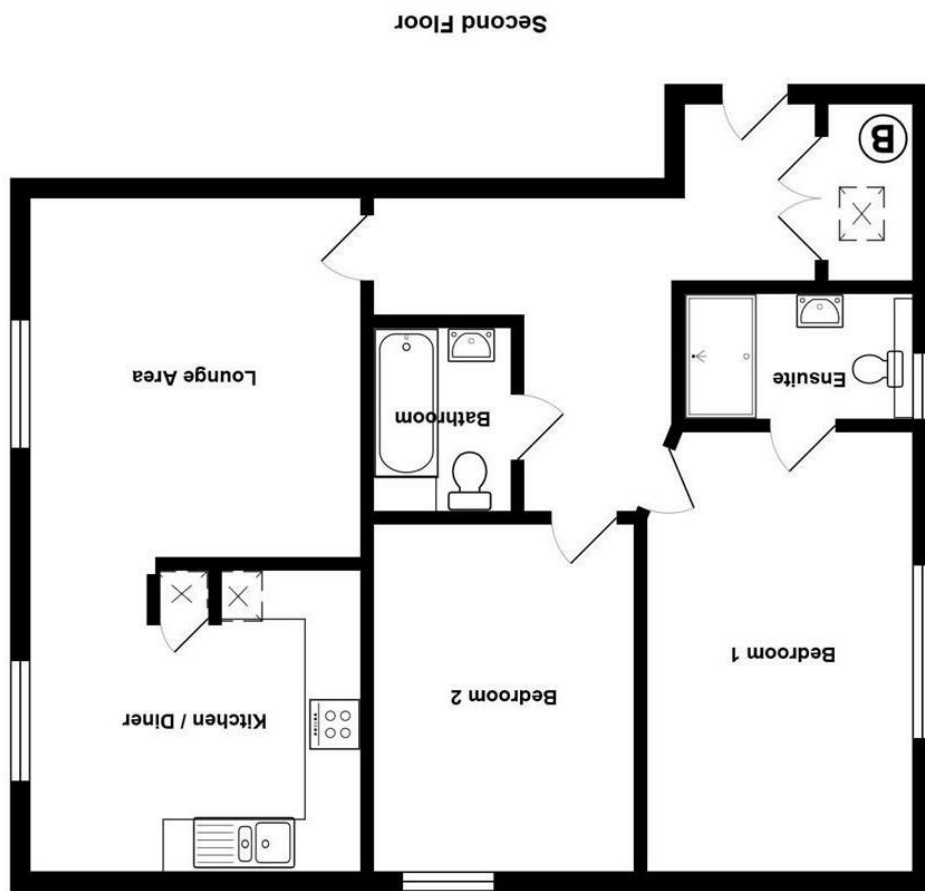 Bedroom 1
Bedroom 2
Kitchen / Diner
Ensuite
Bathroom
Lounge Area
B
Second Floor